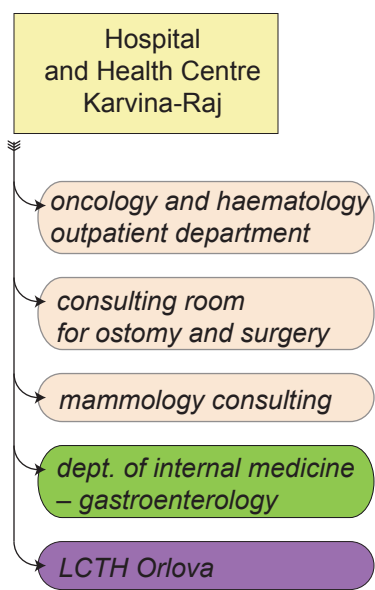 Hospital
and Health Centre
Karvina-Raj
oncology and haematology
outpatient department
consulting room
for ostomy and surgery
mammology consulting
dept. of internal medicine
– gastroenterology
LCTH Orlova